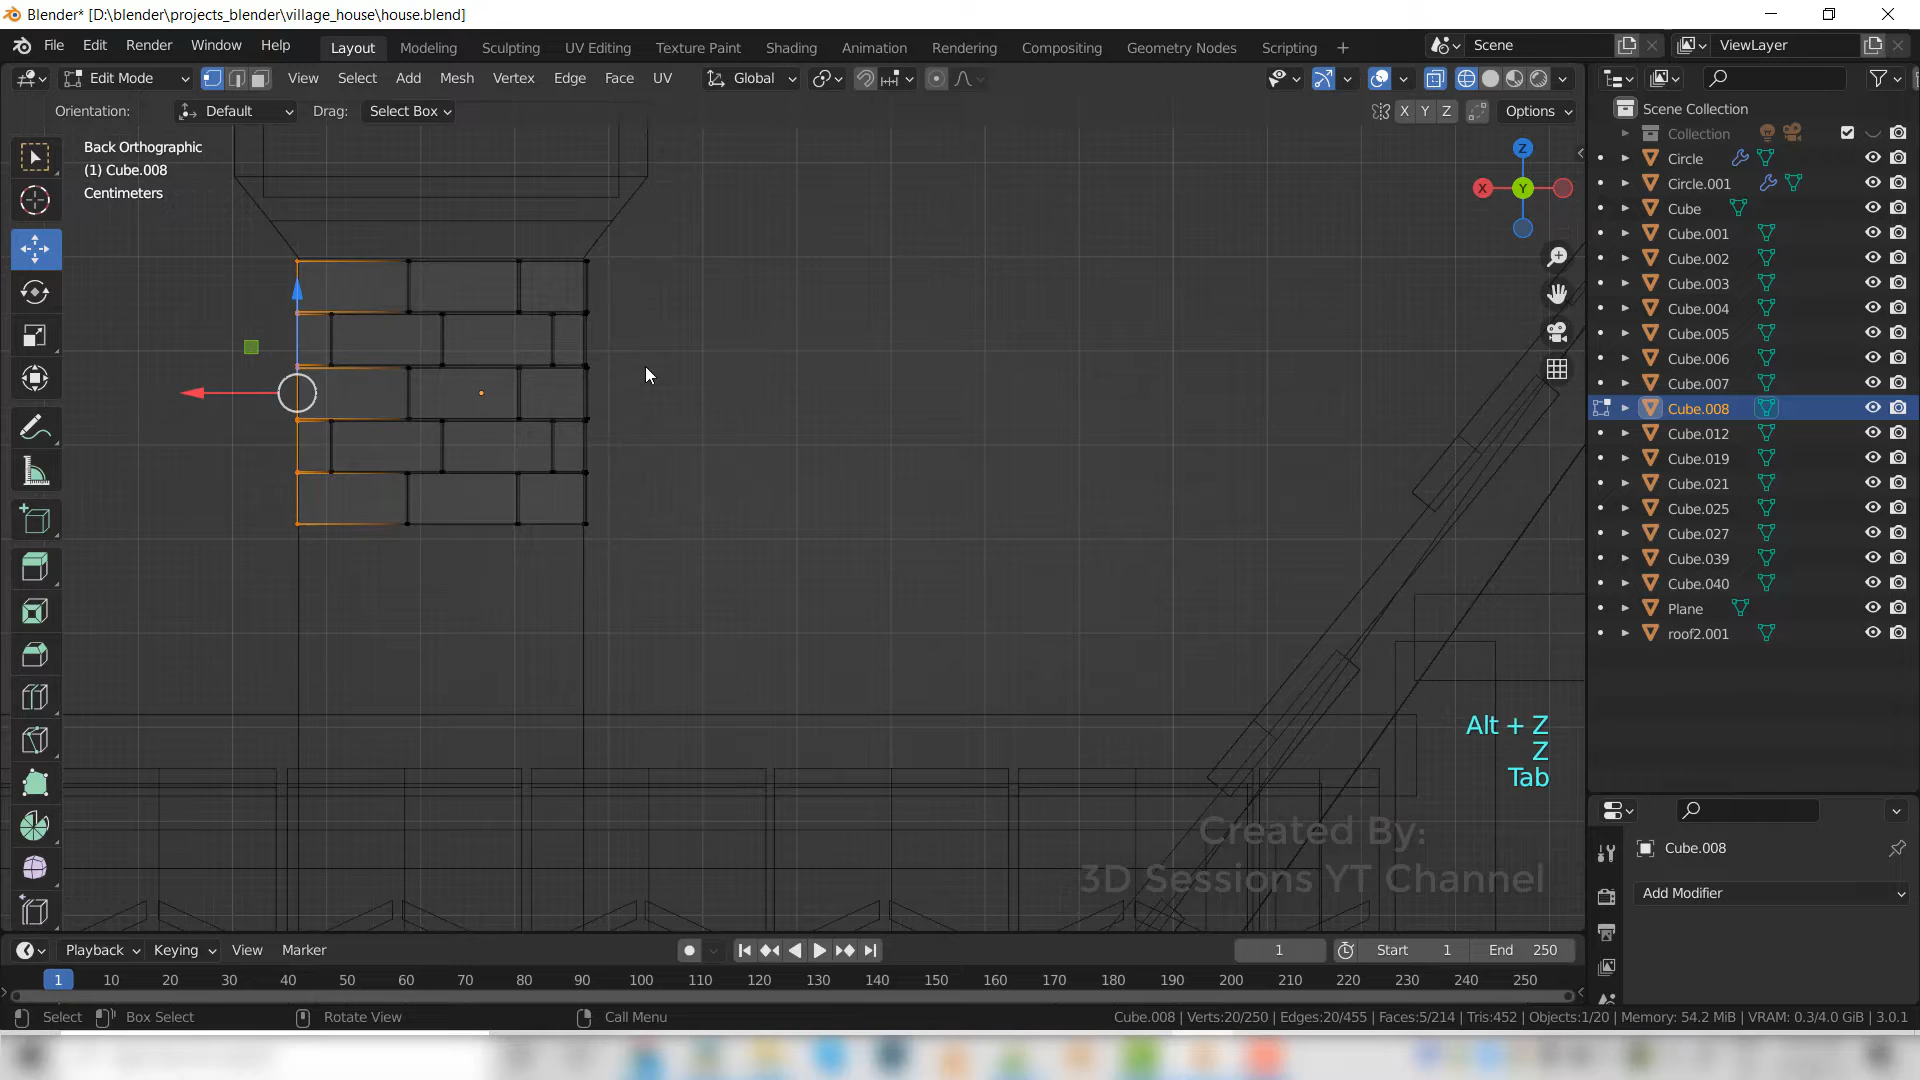 Blender* [D:\blender\projects_blender\village_house\house.blend]
File Edit Render Window Help Layout Modeling Sculpting UV Editing Texture Paint Shading Animation Rendering Compositing Geometry Nodes Scripting + Scene ViewLayer
Edit Mode View Select Add Mesh Vertex Edge Face UV Global
Orientation: Default Drag: Select Box X Y Z Options
Back Orthographic
(1) Cube.008
Centimeters
Z
X
Y
Scene Collection
Collection
Circle
Circle.001
Cube
Cube.001
Cube.002
Cube.003
Cube.004
Cube.005
Cube.006
Cube.007
Cube.008
Cube.012
Cube.019
Cube.021
Cube.025
Cube.027
Cube.039
Cube.040
Plane
roof2.001
Alt + Z
Z
Tab
Created By:
3D Sessions YT Channel
Cube.008
Add Modifier
Playback Keying View Marker 1 Start 1 End 250
1 10 20 30 40 50 60 70 80 90 100 110 120 130 140 150 160 170 180 190 200 210 220 230 240 250
Select Box Select Rotate View Call Menu Cube.008 | Verts:20/250 | Edges:20/455 | Faces:5/214 | Tris:452 | Objects:1/20 | Memory: 54.2 MiB | VRAM: 0.3/4.0 GiB | 3.0.1